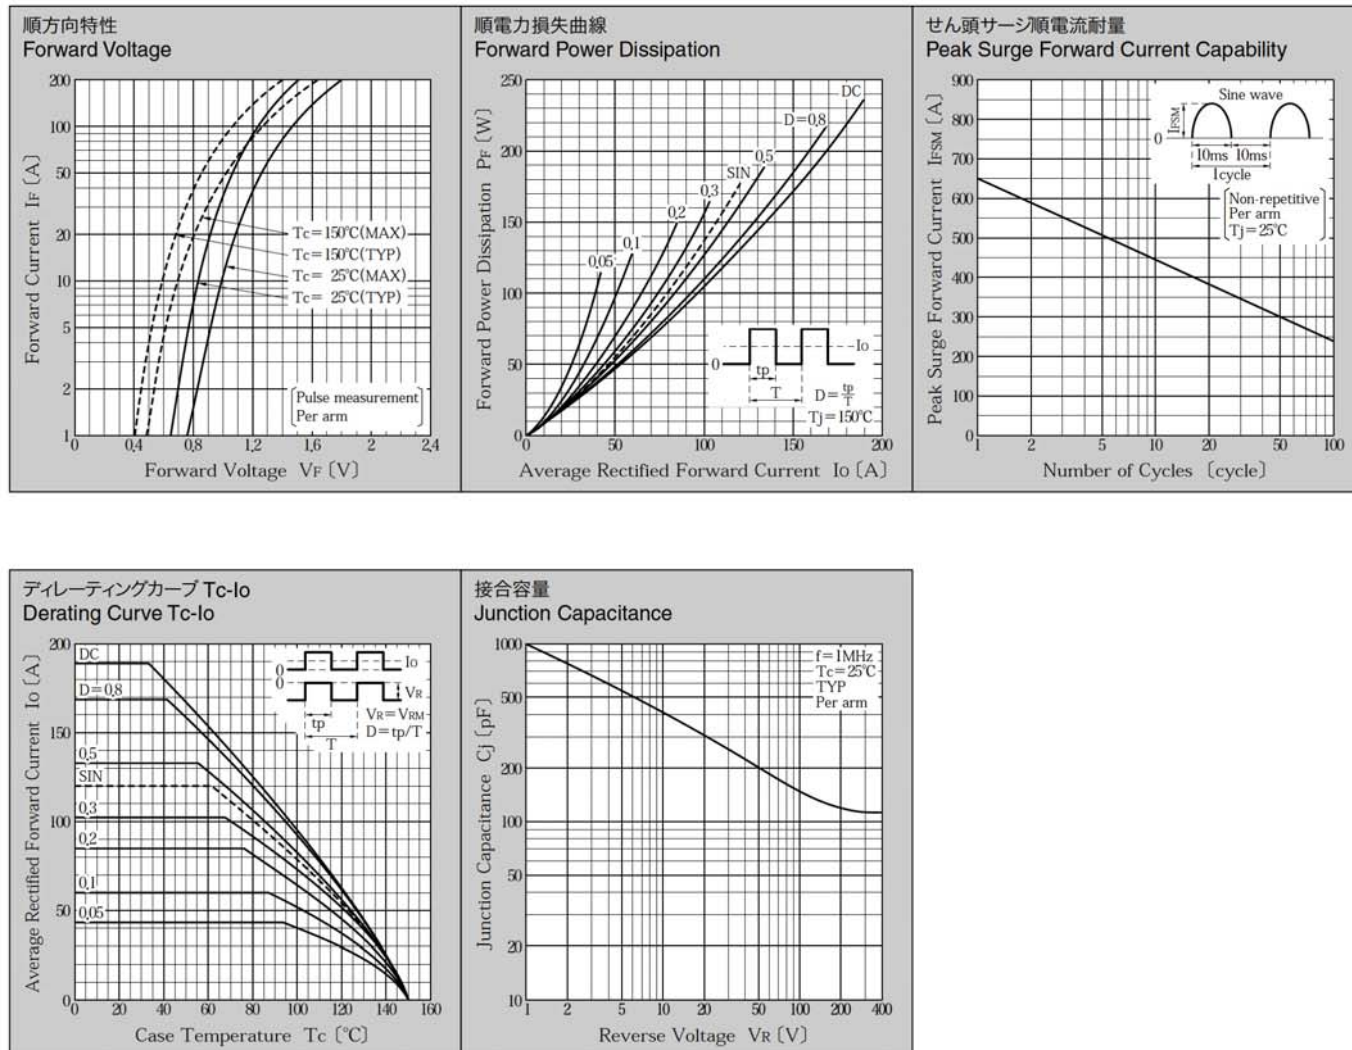 順方向特性
Forward Voltage
Forward Current IF〔A〕
200
100
50
20
10
5
2
1
0
0.4
0.8
1.2
1.6
2
2.4
Tc=150℃(MAX)
Tc=150℃(TYP)
Tc= 25℃(MAX)
Tc= 25℃(TYP)
Pulse measurement
Per arm
Forward Voltage VF〔V〕
順電力損失曲線
Forward Power Dissipation
Forward Power Dissipation PF〔W〕
250
200
150
100
50
0
0
50
100
150
200
DC
D=0.8
0.5
SIN
0.3
0.2
0.1
0.05
0
Io
tp
T
D=tp/T
Tj=150℃
Average Rectified Forward Current Io〔A〕
せん頭サージ順電流耐量
Peak Surge Forward Current Capability
Peak Surge Forward Current IFSM〔A〕
900
800
700
600
500
400
300
200
100
0
1
2
5
10
20
50
100
Sine wave
IFSM
0
10ms
10ms
1cycle
Non-repetitive
Per arm
Tj=25℃
Number of Cycles〔cycle〕
ディレーティングカーブ Tc-Io
Derating Curve Tc-Io
Average Rectified Forward Current Io〔A〕
200
150
100
50
0
0
20
40
60
80
100
120
140
160
DC
D=0.8
0.5
SIN
0.3
0.2
0.1
0.05
0
Io
0
VR
tp
T
VR=VRM
D=tp/T
Case Temperature Tc〔℃〕
接合容量
Junction Capacitance
Junction Capacitance Cj〔pF〕
1000
500
200
100
50
20
10
1
2
5
10
20
50
100
200
400
f=1MHz
Tc=25℃
TYP
Per arm
Reverse Voltage VR〔V〕